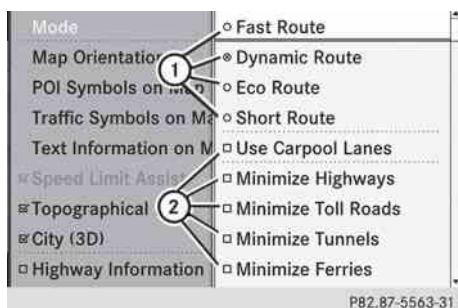 Mode
Map Orientation
POI Symbols on Map
Traffic Symbols on Ma
Text Information on M
Speed Limit Assist
Topographical
City (3D)
Highway Information
Fast Route
Dynamic Route
Eco Route
Short Route
Use Carpool Lanes
Minimize Highways
Minimize Toll Roads
Minimize Tunnels
Minimize Ferries
1
2
P82.87-5563-31